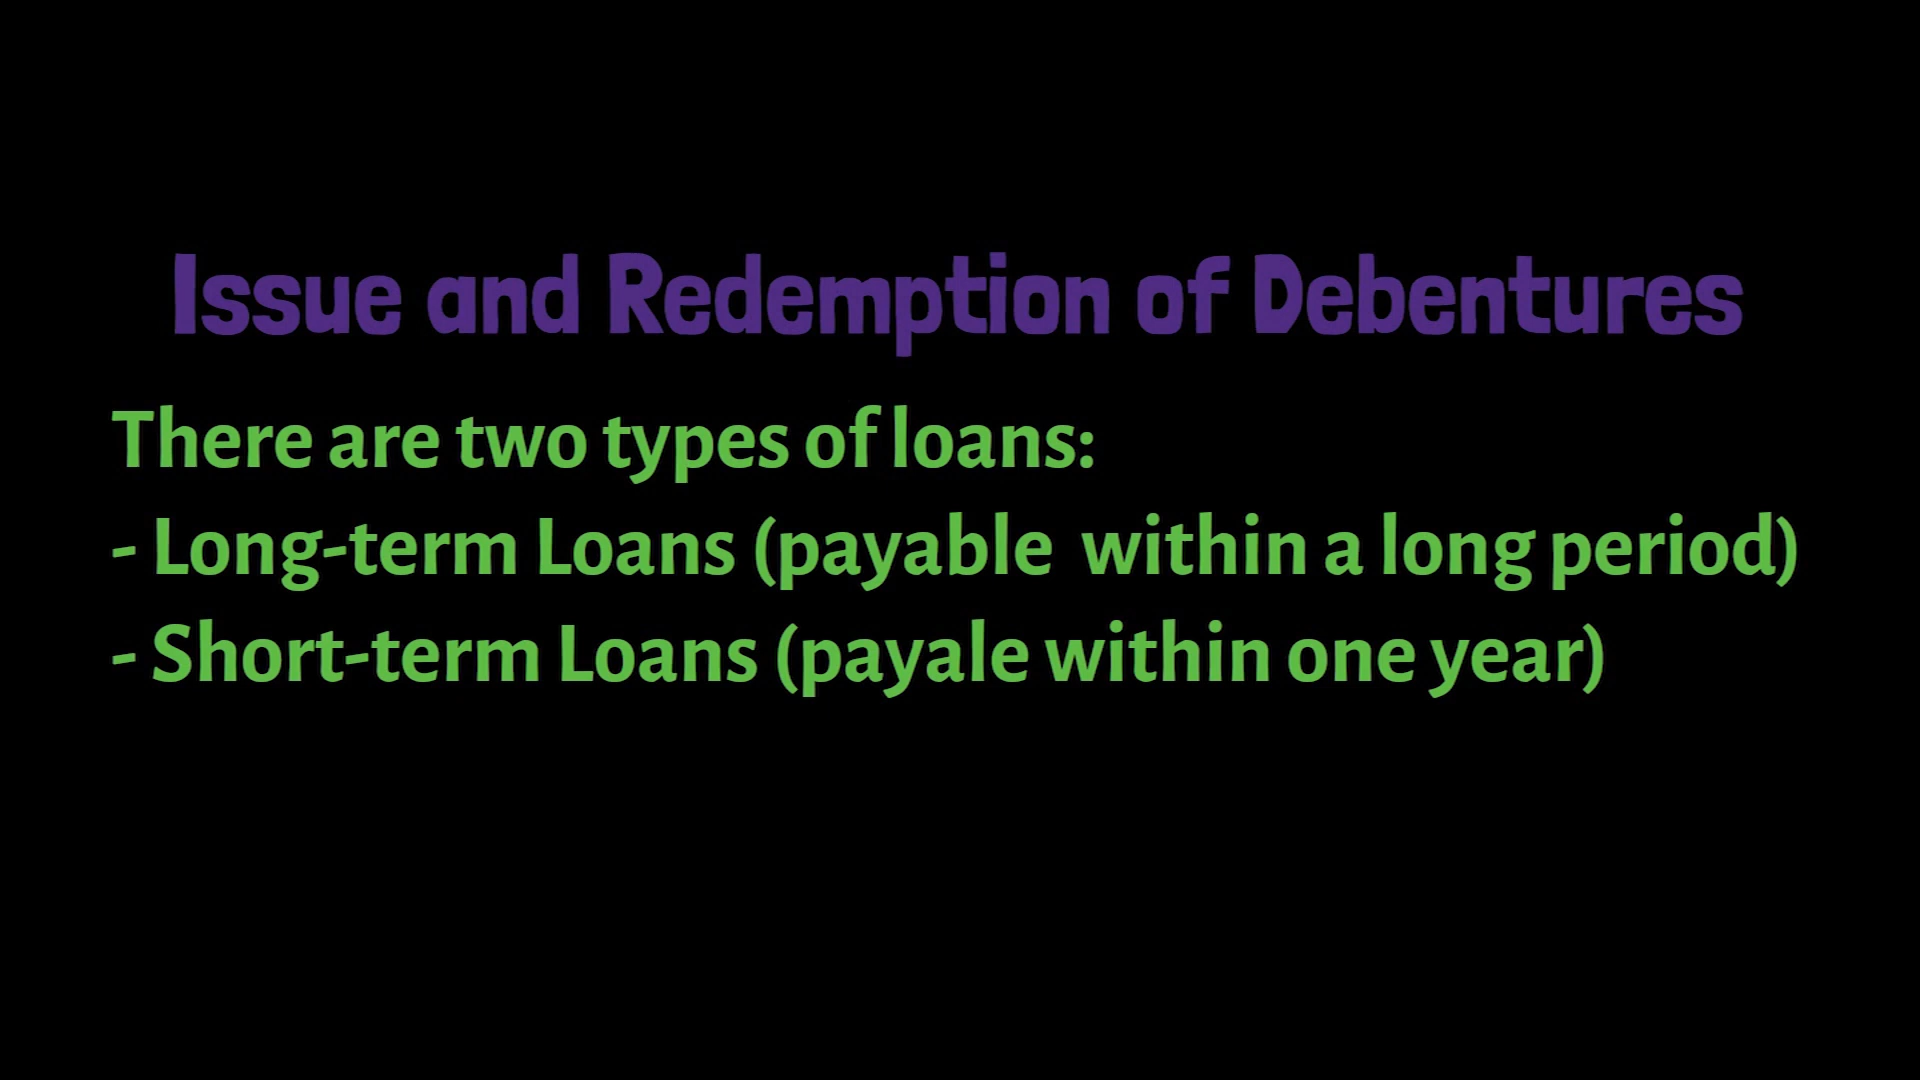 Issue and Redemption of Debentures
There are two types of loans:
- Long-term Loans (payable  within a long period)
- Short-term Loans (payale within one year)